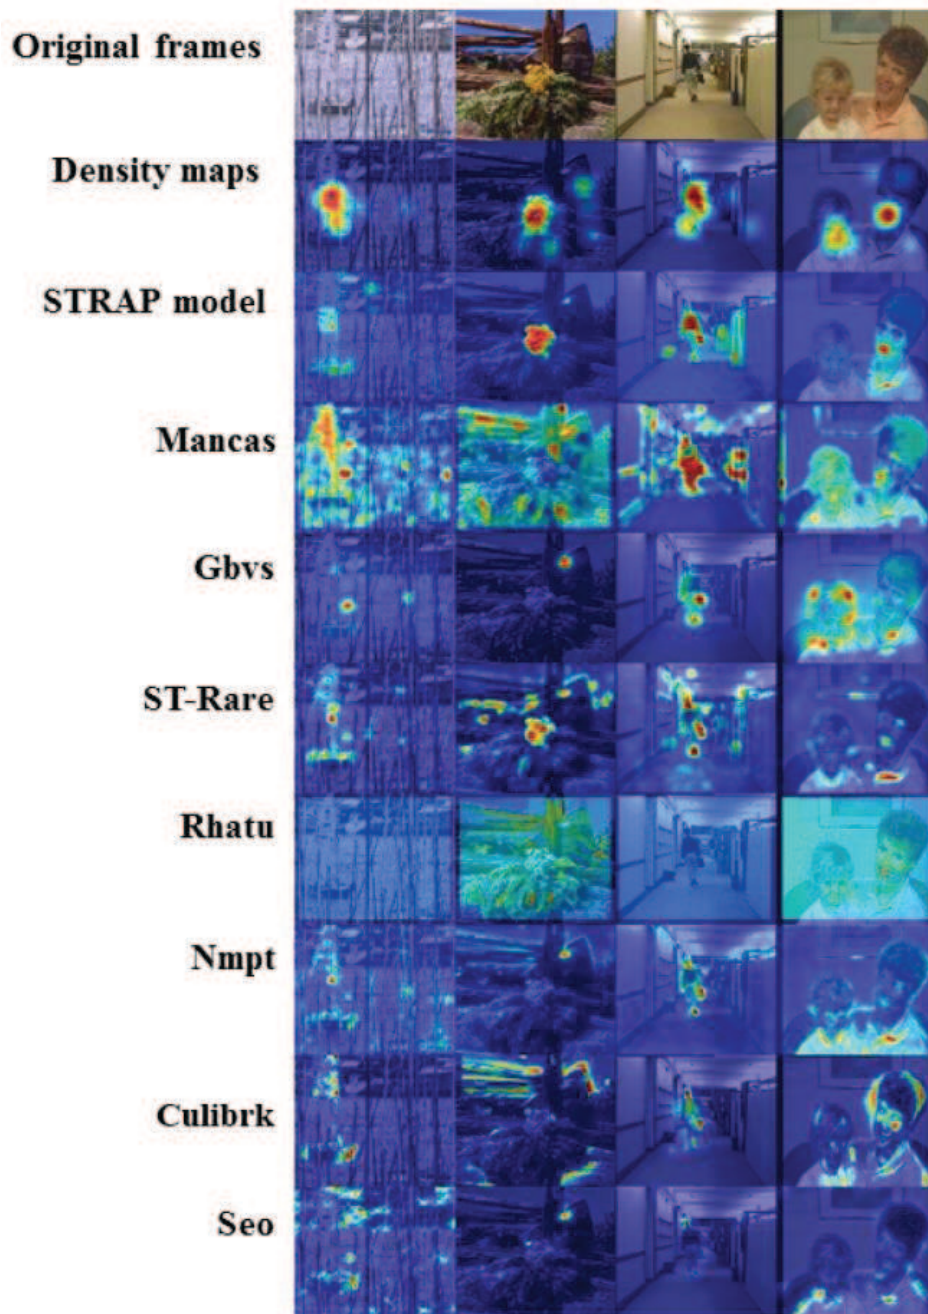 Original frames
Density maps
STRAP model
Mancas
Gbvs
ST-Rare
Rhatu
Nmpt
Culibrk
Seo